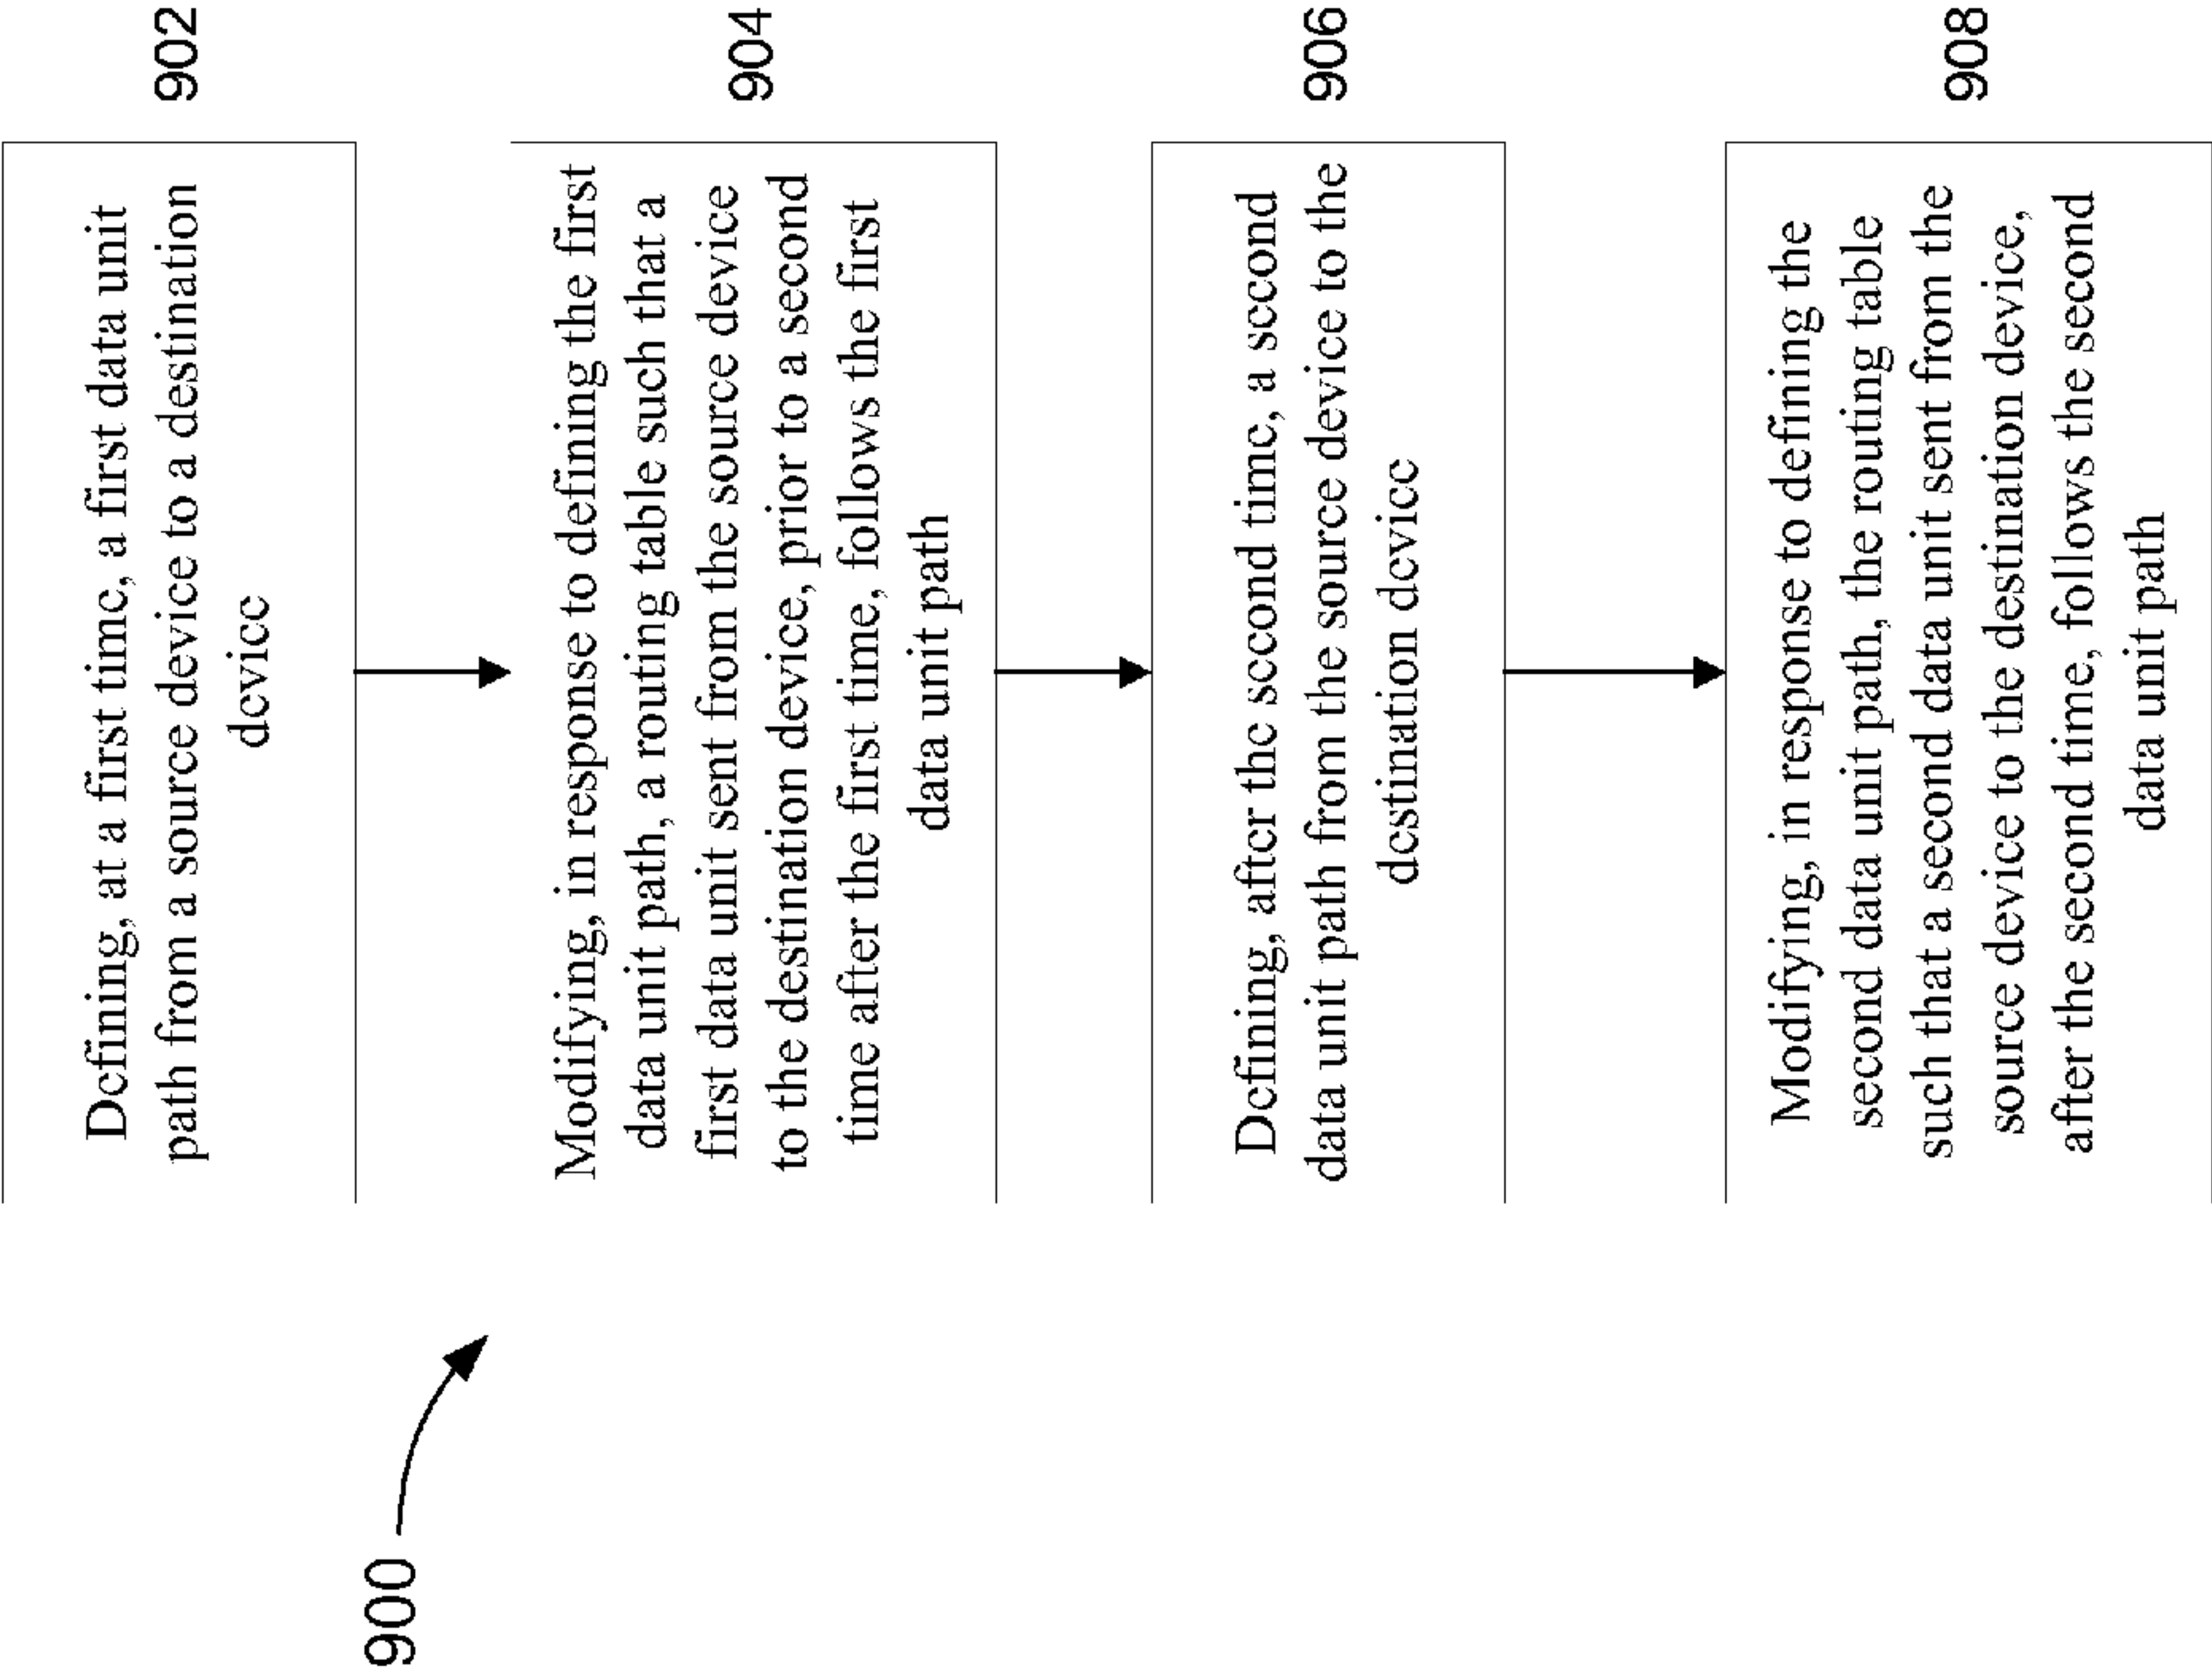 900
Defining, at a first time, a first data unit
path from a source device to a destination
device
902
Modifying, in response to defining the first
data unit path, a routing table such that a
first data unit sent from the source device
to the destination device, prior to a second
time after the first time, follows the first
data unit path
904
Defining, after the second time, a second
data unit path from the source device to the
destination device
906
Modifying, in response to defining the
second data unit path, the routing table
such that a second data unit sent from the
source device to the destination device,
after the second time, follows the second
data unit path
908